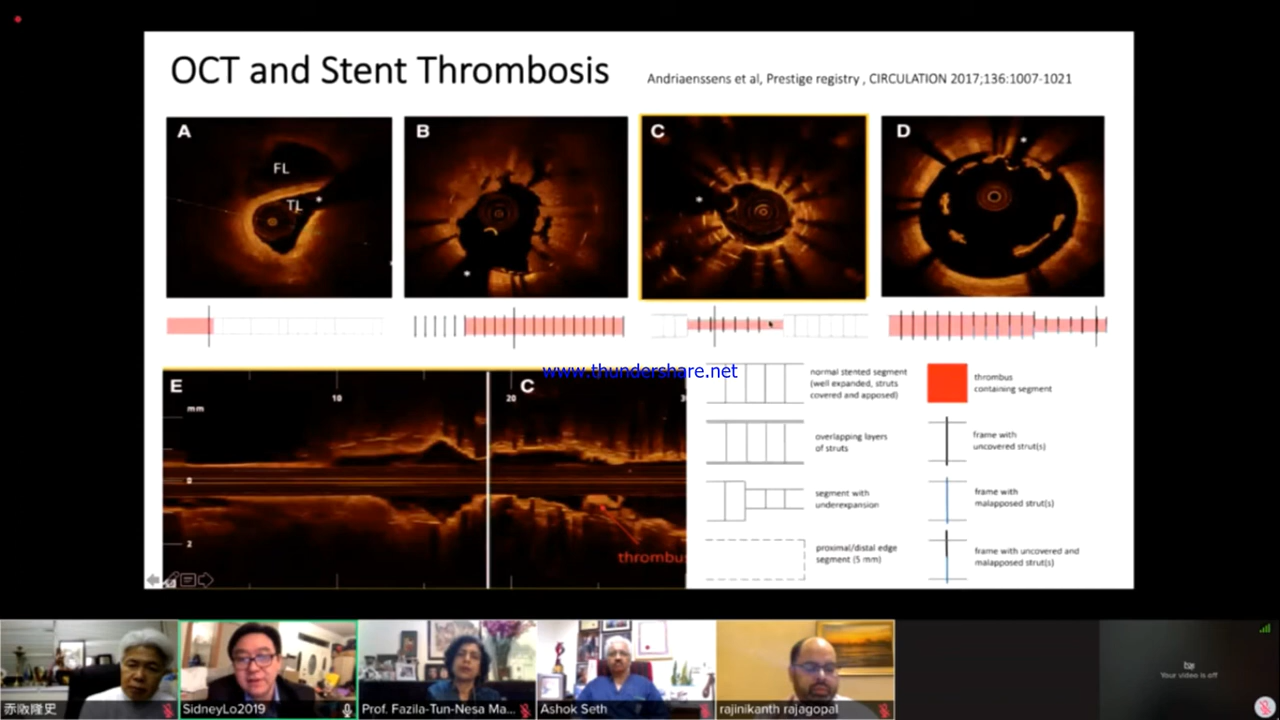 OCT and Stent Thrombosis
Andriaenssens et al, Prestige registry , CIRCULATION 2017;136:1007-1021
A
FL
TL
*
B
*
C
*
D
*
www.thundershare.net
E
mm
10
20
3
C
0
2
thrombus
normal stented segment
(well expanded, struts
covered and apposed)
overlapping layers
of struts
segment with
underexpansion
proximal/distal edge
segment (5 mm)
thrombus
containing segment
frame with
uncovered strut(s)
frame with
malapposed strut(s)
frame with uncovered and
malapposed strut(s)
赤阪隆史
SidneyLo2019
Prof. Fazila-Tun-Nesa Ma...
Ashok Seth
rajinikanth rajagopal
Your video is off